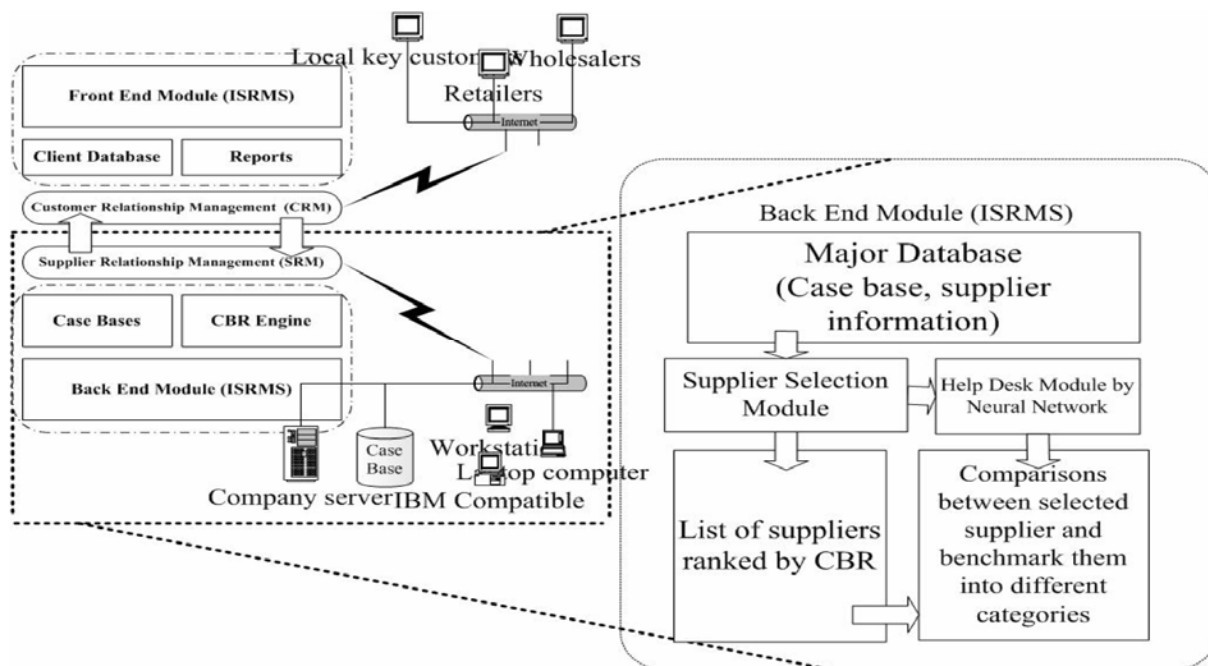 Local key customers
Wholesalers
Retailers
Internet
Front End Module (ISRMS)
Client Database
Reports
Customer Relationship Management (CRM)
Supplier Relationship Management (SRM)
Case Bases
CBR Engine
Back End Module (ISRMS)
Internet
Case
Base
Workstation
Laptop computer
Company server
IBM Compatible
Back End Module (ISRMS)
Major Database
(Case base, supplier
information)
Supplier Selection
Module
Help Desk Module by
Neural Network
List of suppliers
ranked by CBR
Comparisons
between selected
supplier and
benchmark them
into different
categories